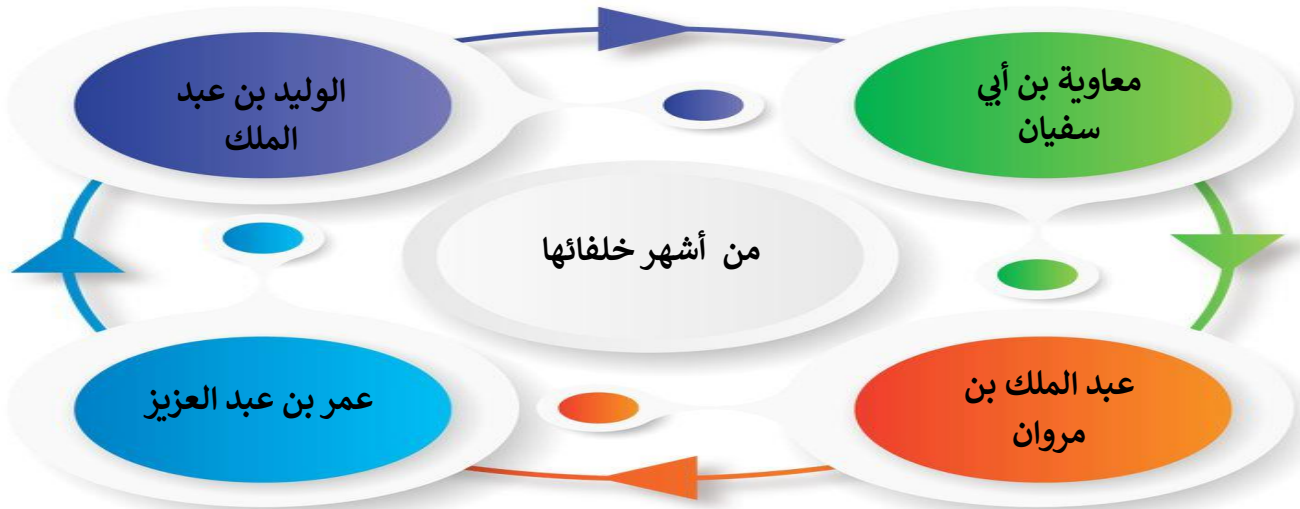 معاوية بن أبي
سفيان
الوليد بن عبد
الملك
من أشهر خلفائها
عبد الملك بن
مروان
عمر بن عبد العزيز